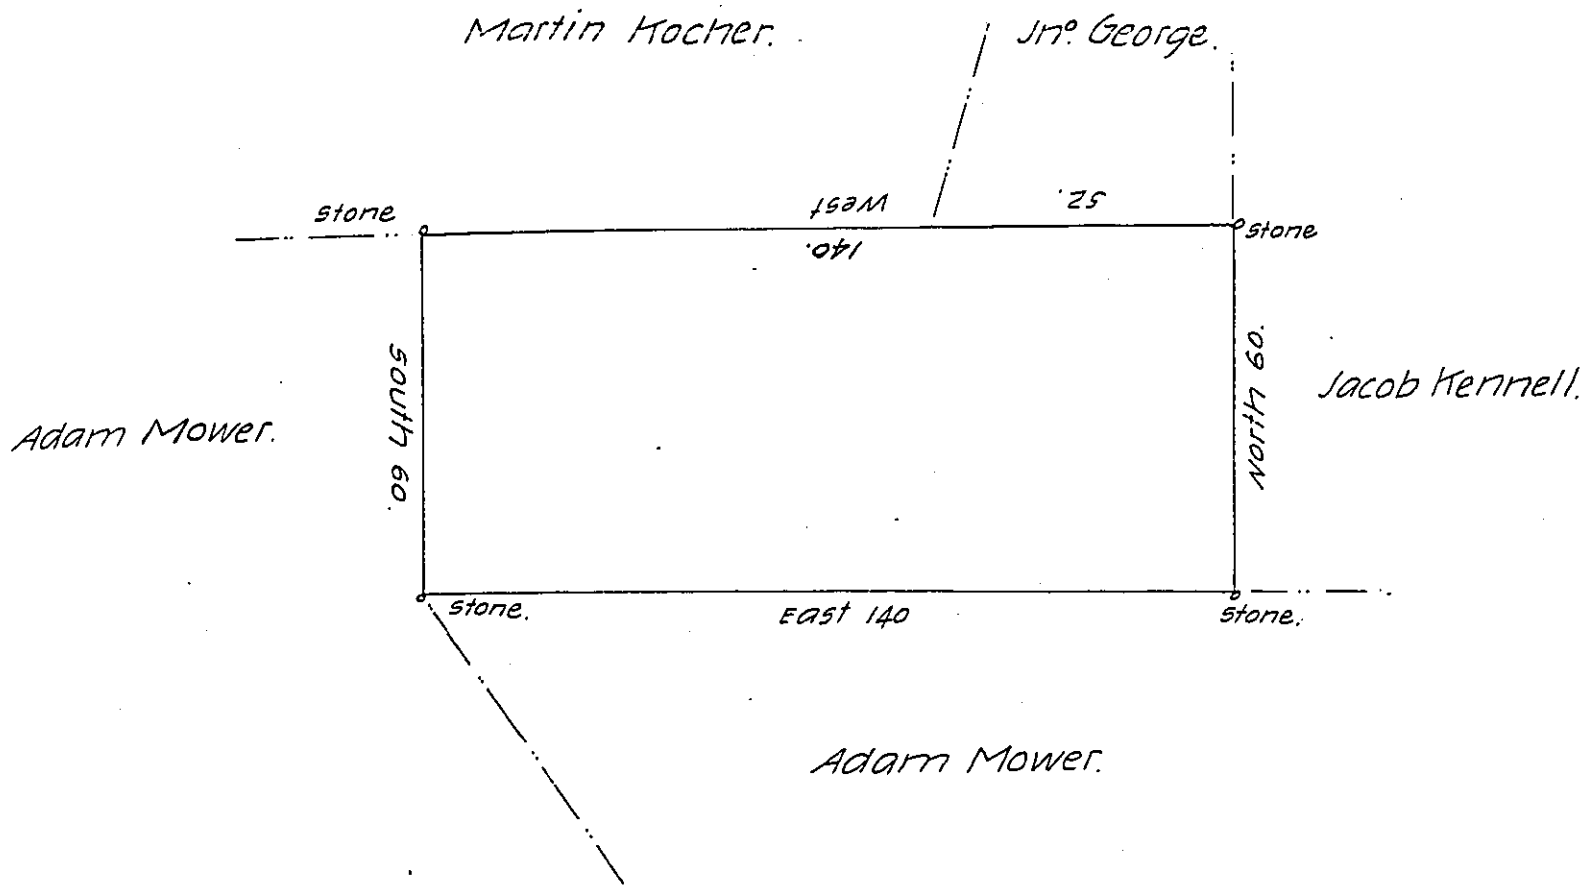 Martin Kocher.
Jnº George.
stone
West
52.
140.
stone
South 60.
North 60.
Jacob Kennell.
Adam Mower.
stone.
East 140
stone.
Adam Mower.